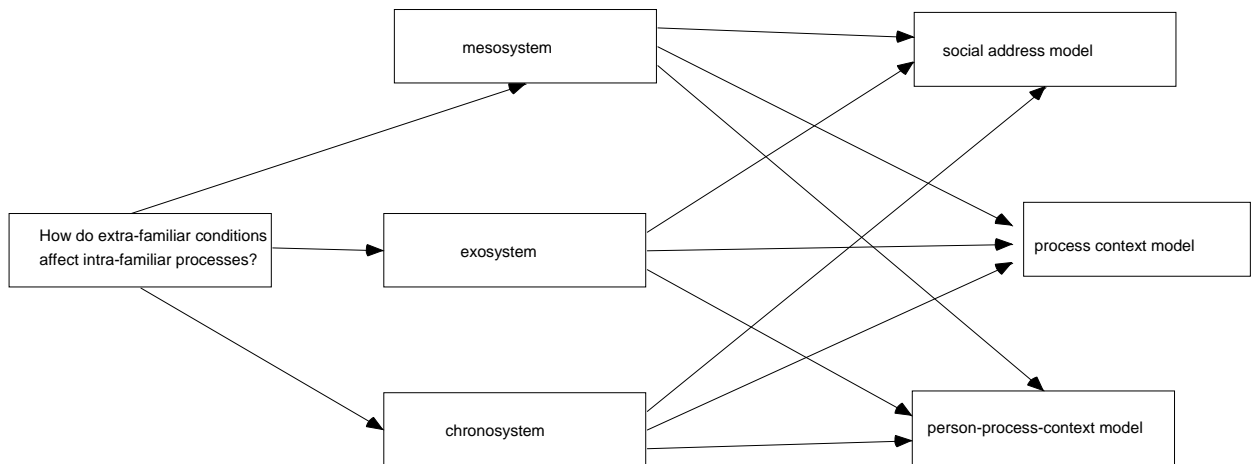 mesosystem
social address model
How do extra-familiar conditions
affect intra-familiar processes?
exosystem
process context model
chronosystem
person-process-context model